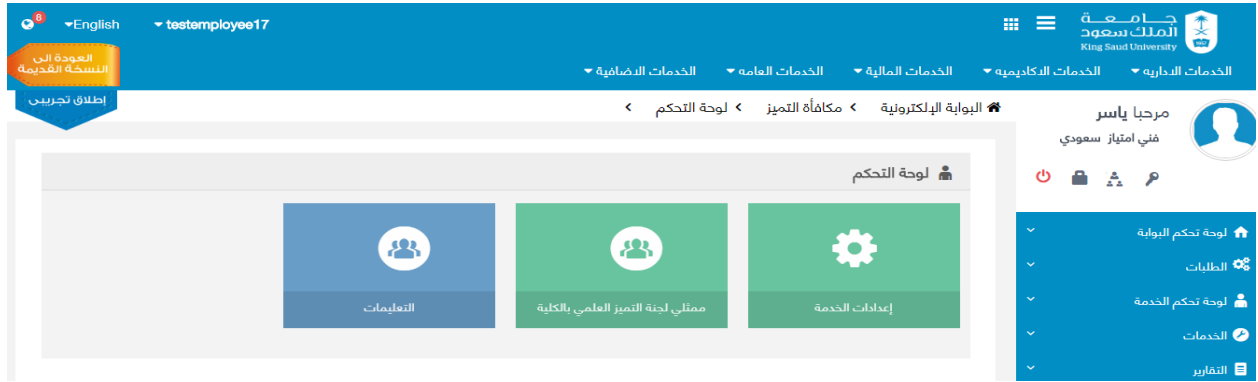 جــامــعــة
الملك سعود
King Saud University
testemployee17
English
8
الخدمات الاداريه
الخدمات الاكاديميه
الخدمات المالية
الخدمات العامه
الخدمات الاضافية
العودة الى
النسخة القديمة
إطلاق تجريبي
مرحبا ياسر
فني امتياز سعودي
البوابة الإلكترونية > مكافأة التميز > لوحة التحكم >
لوحة التحكم
إعدادات الخدمة
ممثلي لجنة التميز العلمي بالكلية
التعليمات
لوحة تحكم البوابة
الطلبات
لوحة تحكم الخدمة
الخدمات
التقارير